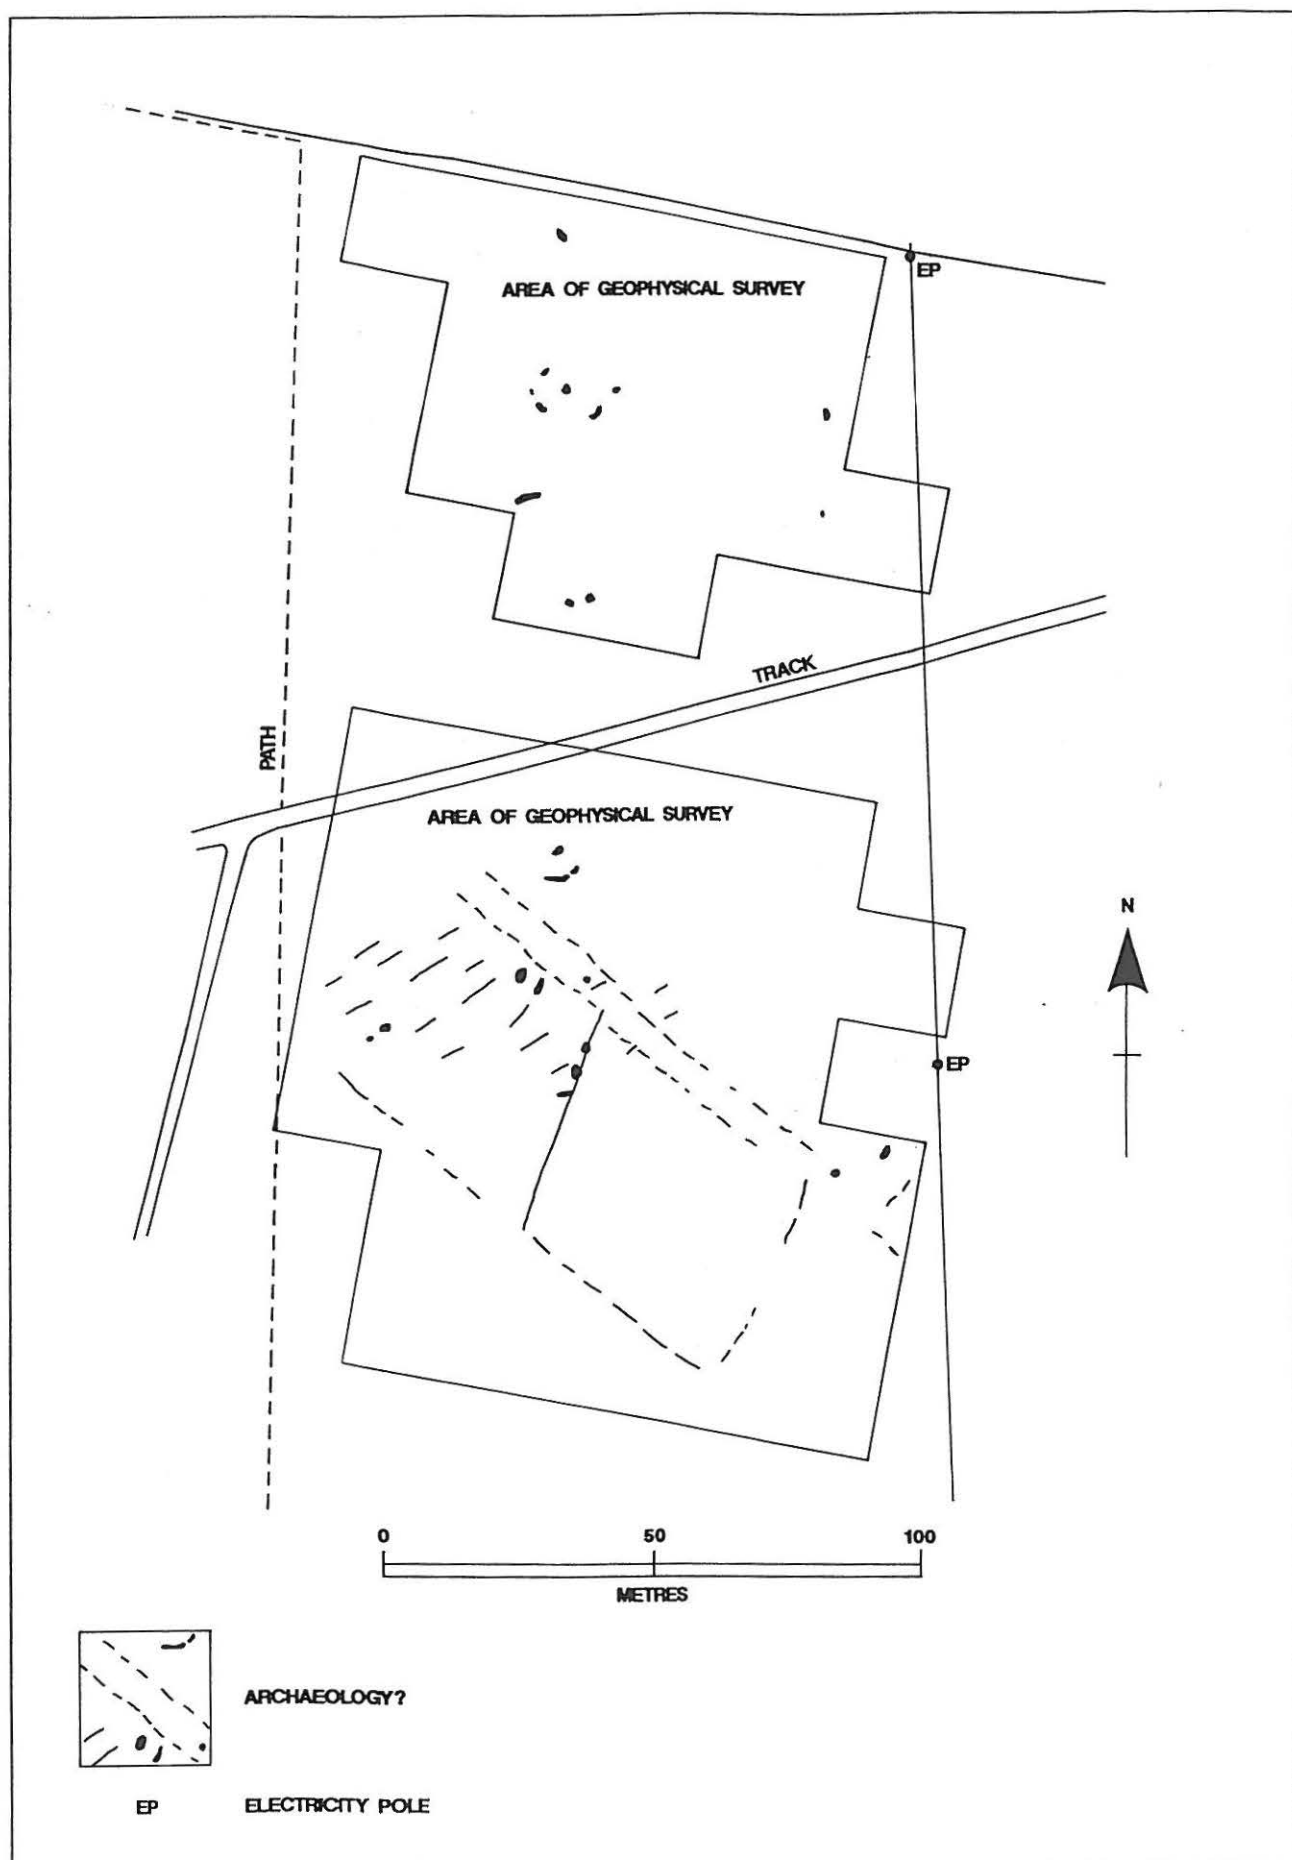 EP
AREA OF GEOPHYSICAL SURVEY
TRACK
PATH
AREA OF GEOPHYSICAL SURVEY
N
EP
0 50 100
METRES
ARCHAEOLOGY?
EP ELECTRICITY POLE